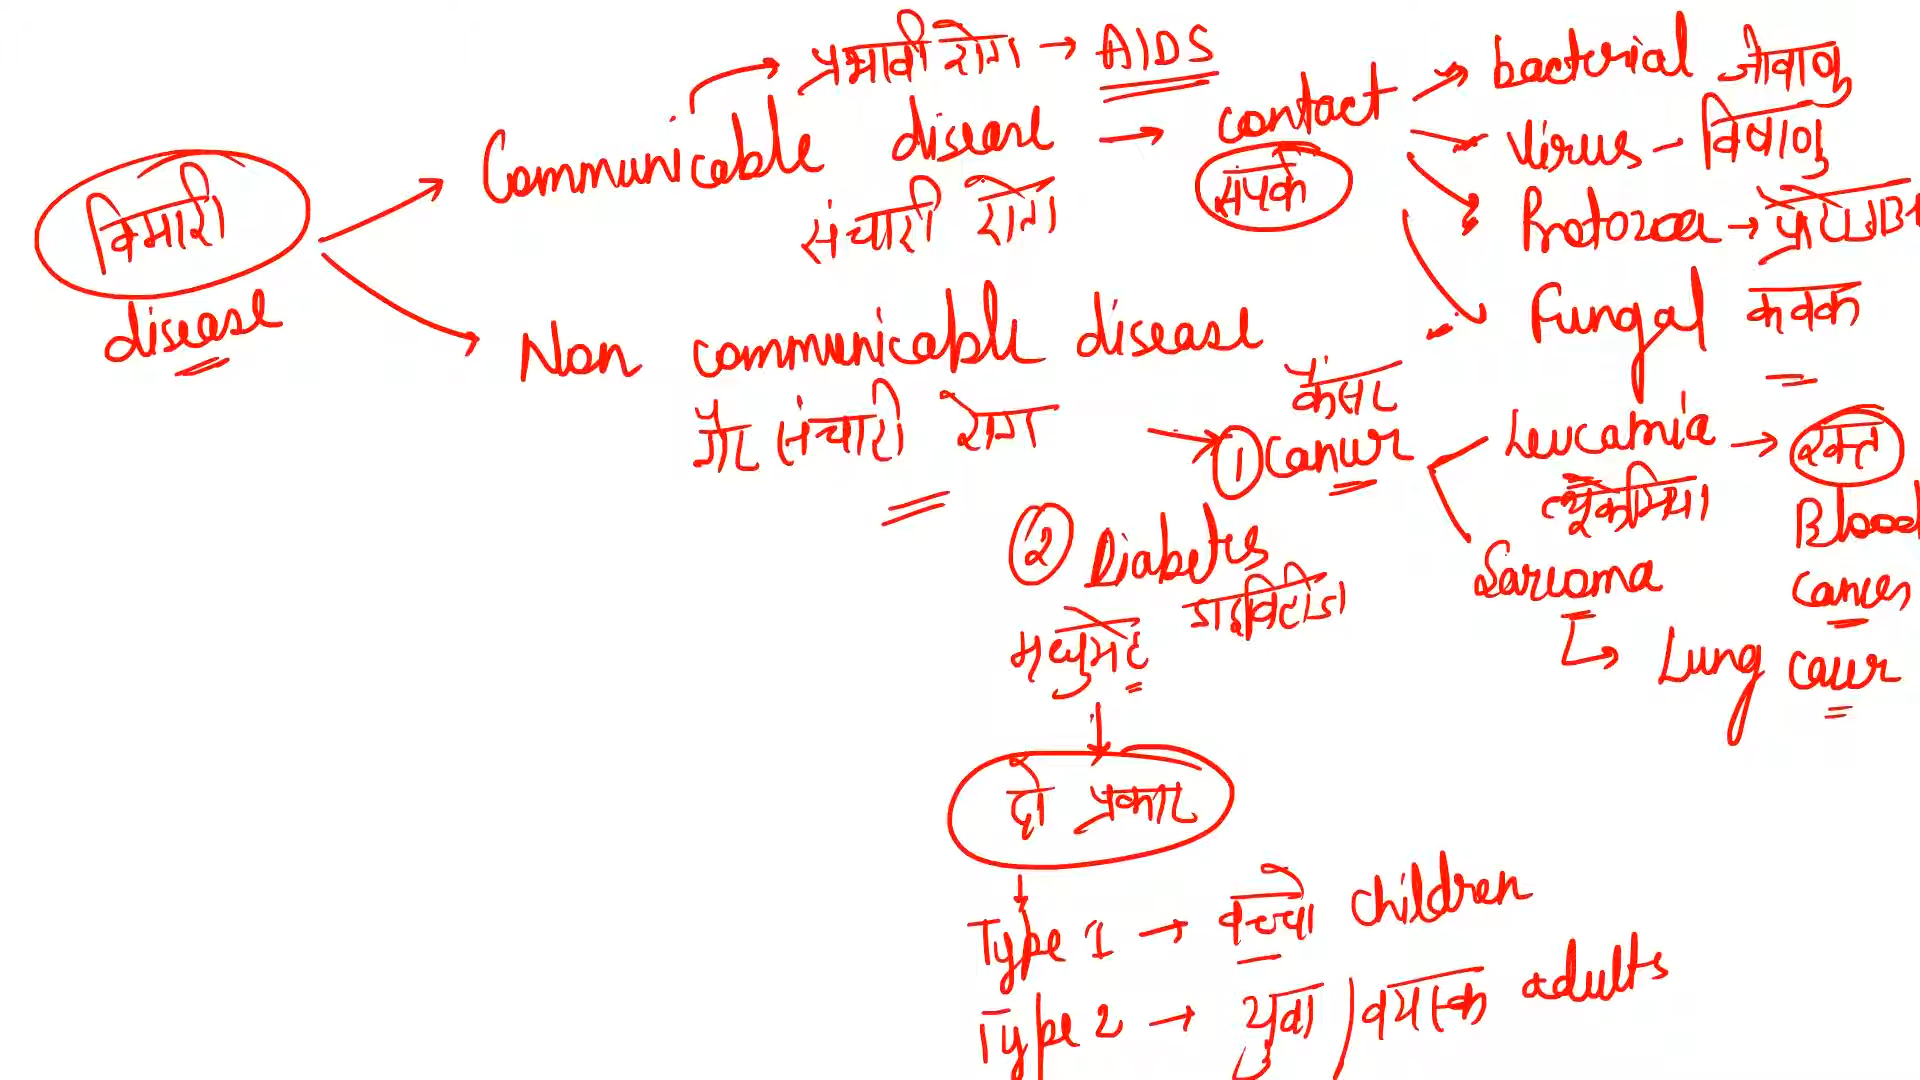 बिमारी
disease
प्रभावी रोग → AIDS
Communicable disease → contact
संचारी रोग
संपर्क
bacterial जीवाणु
Virus - विषाणु
Protozoa →
Fungal कवक
Non communicable disease
गैर संचारी रोग
कैंसर
① Cancer
Leucamia → रक्त
ल्यूकेमिया
Blood
cancer
Sarcoma
Lung cancer
② Diabetes
डाइबिटीज
मधुमेह
दो प्रकार
Type 1 → बच्चो children
Type 2 → युवा / वयस्क adults